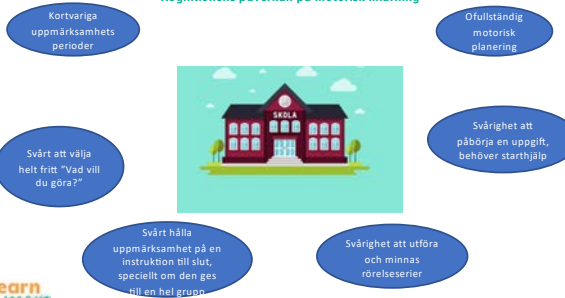 Kognitionens påverkan på motorisk inlärning
Kortvariga
uppmärksamhets
perioder
Ofullständig
motorisk
planering
SKOLA
Svårighet att
påbörja en uppgift,
behöver starthjälp
Svårt att välja
helt fritt ”Vad vill
du göra?”
Svårt hålla
uppmärksamhet på en
instruktion till slut,
speciellt om den ges
till en hel grupp
Svårighet att utföra
och minnas
rörelseserier
earn